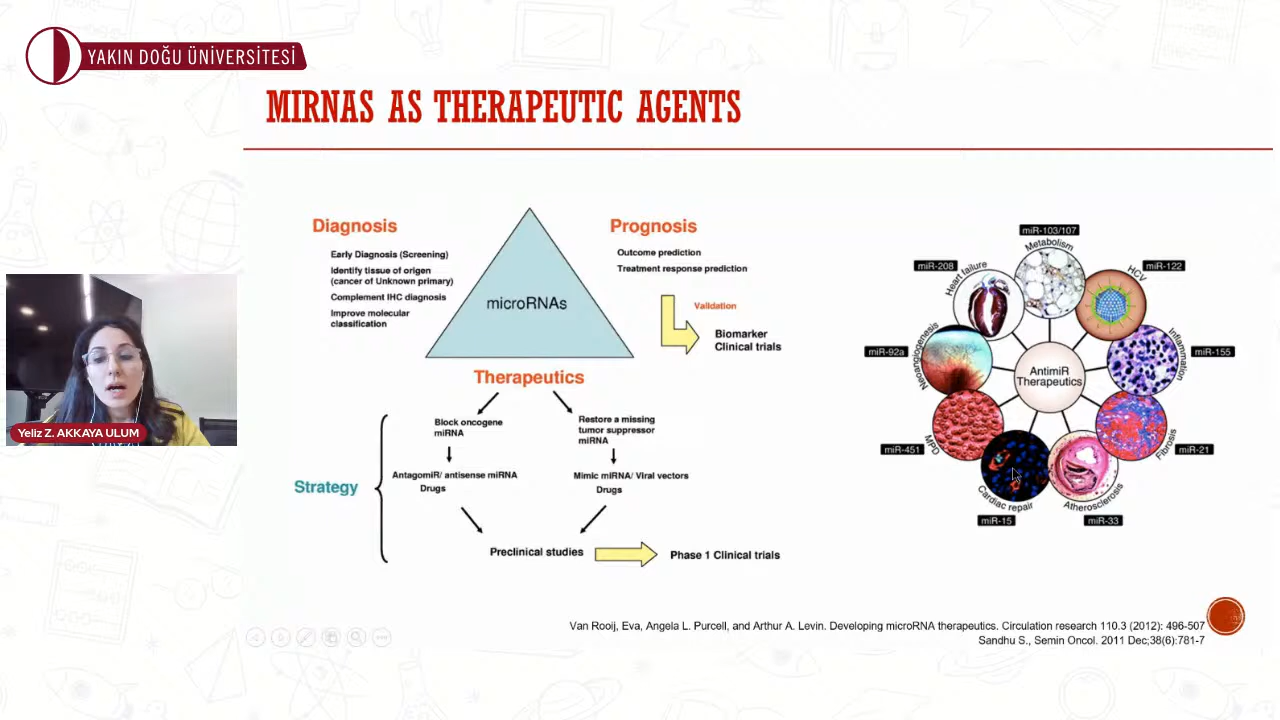 YAKIN DOĞU ÜNİVERSİTESİ
MIRNAS AS THERAPEUTIC AGENTS
Diagnosis
Early Diagnosis (Screening)
Identify tissue of origin
(cancer of Unknown primary)
Complement IHC diagnosis
Improve molecular
classification
microRNAs
Prognosis
Outcome prediction
Treatment response prediction
Validation
Biomarker
Clinical trials
Therapeutics
Block oncogene
miRNA
Restore a missing
tumor suppressor
miRNA
Strategy
AntagomiR/ antisense miRNA
Drugs
Mimic miRNA/ Viral vectors
Drugs
Preclinical studies
Phase 1 Clinical trials
AntimiR
Therapeutics
miR-103/107
Metabolism
miR-122
HCV
miR-155
Inflammation
miR-21
Fibrosis
miR-33
Atherosclerosis
miR-15
Cardiac repair
miR-451
MPD
miR-92a
Neoangiogenesis
miR-208
Heart failure
Yeliz Z. AKKAYA ULUM
Van Rooij, Eva, Angela L. Purcell, and Arthur A. Levin. Developing microRNA therapeutics. Circulation research 110.3 (2012): 496-507
Sandhu S., Semin Oncol. 2011 Dec;38(6):781-7